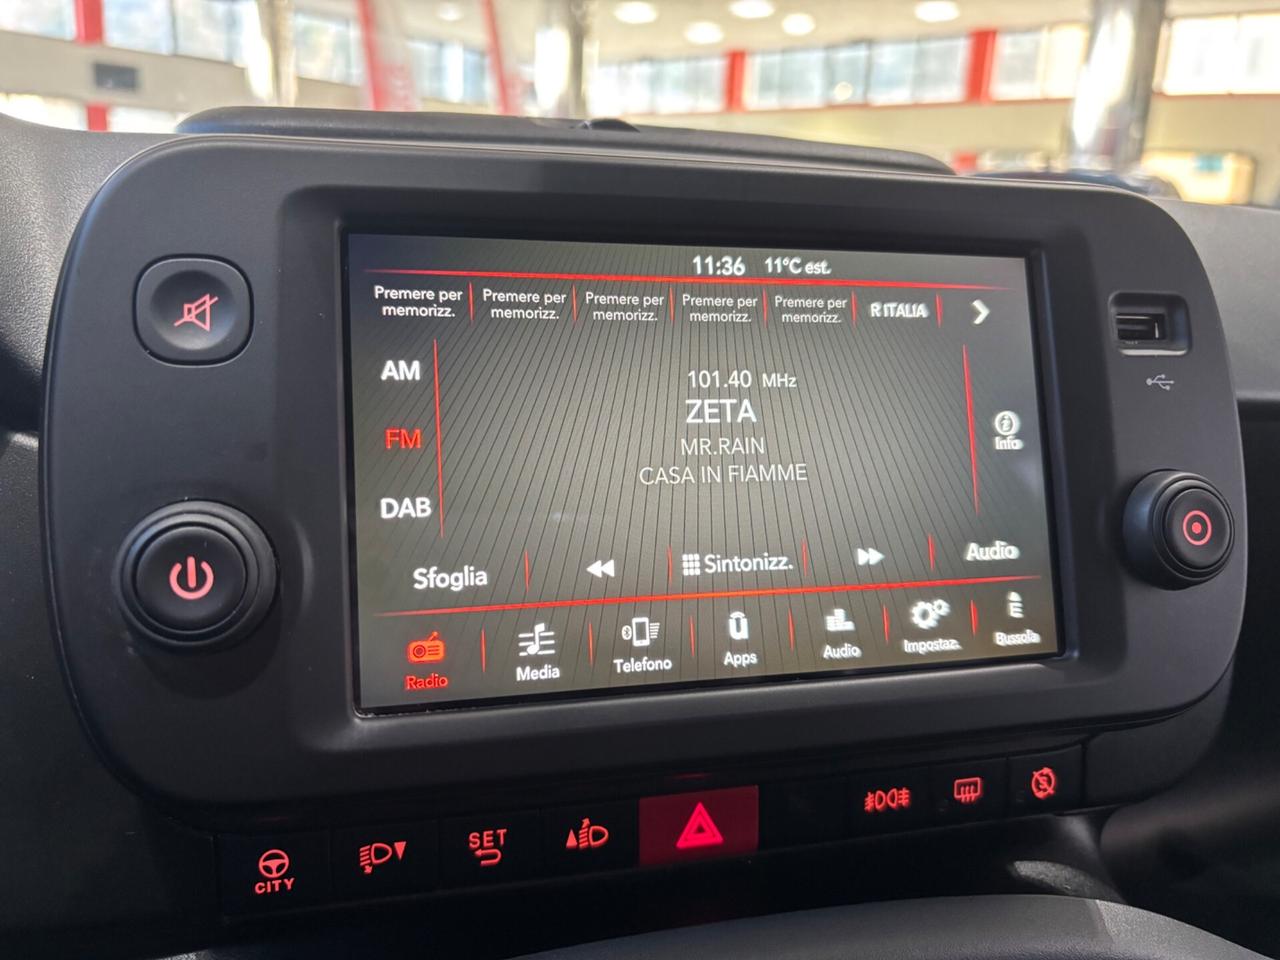 11:36 11°C est.
Premere per
memorizz.
Premere per
memorizz.
Premere per
memorizz.
Premere per
memorizz.
Premere per
memorizz.
R ITALIA
AM
FM
DAB
101.40 MHz
ZETA
MR.RAIN
CASA IN FIAMME
Info
Sfoglia
Sintonizz.
Audio
Radio
Media
Telefono
Apps
Audio
Impostaz.
Bussola
CITY
SET